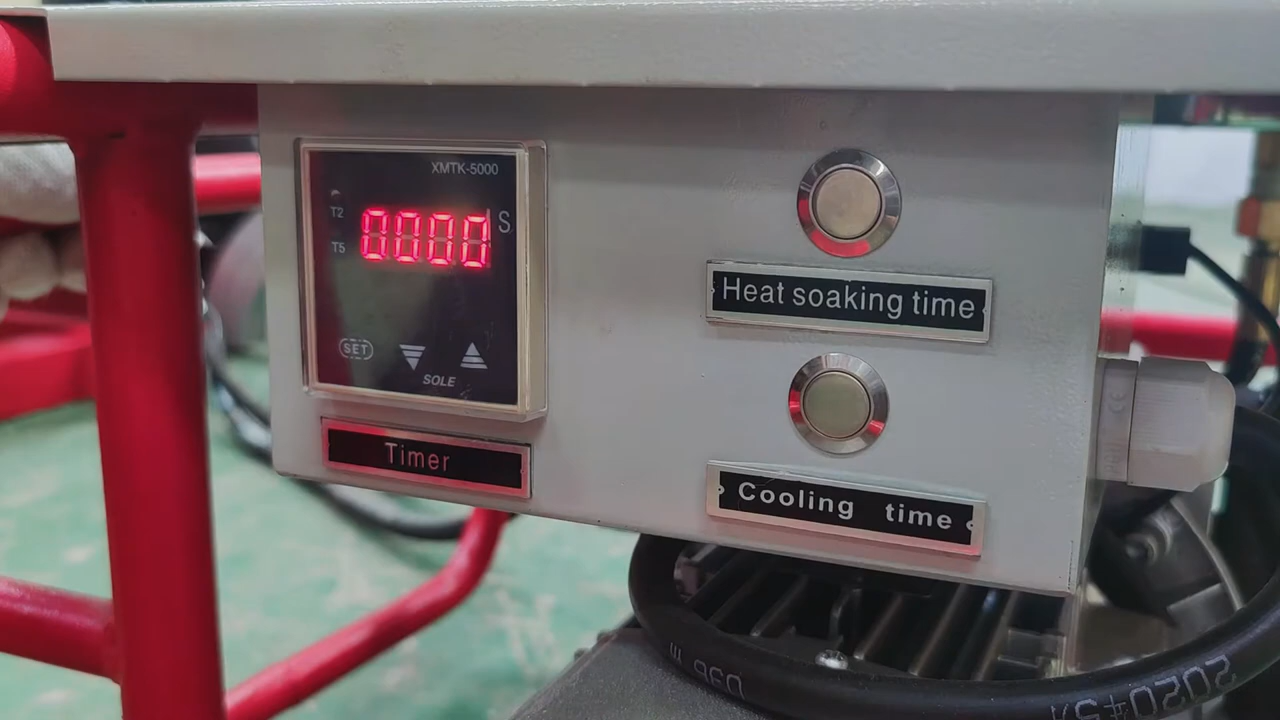 XMTK-5000
T2
0000 S
T5
SET
SOLE
Timer
Heat soaking time
Cooling time